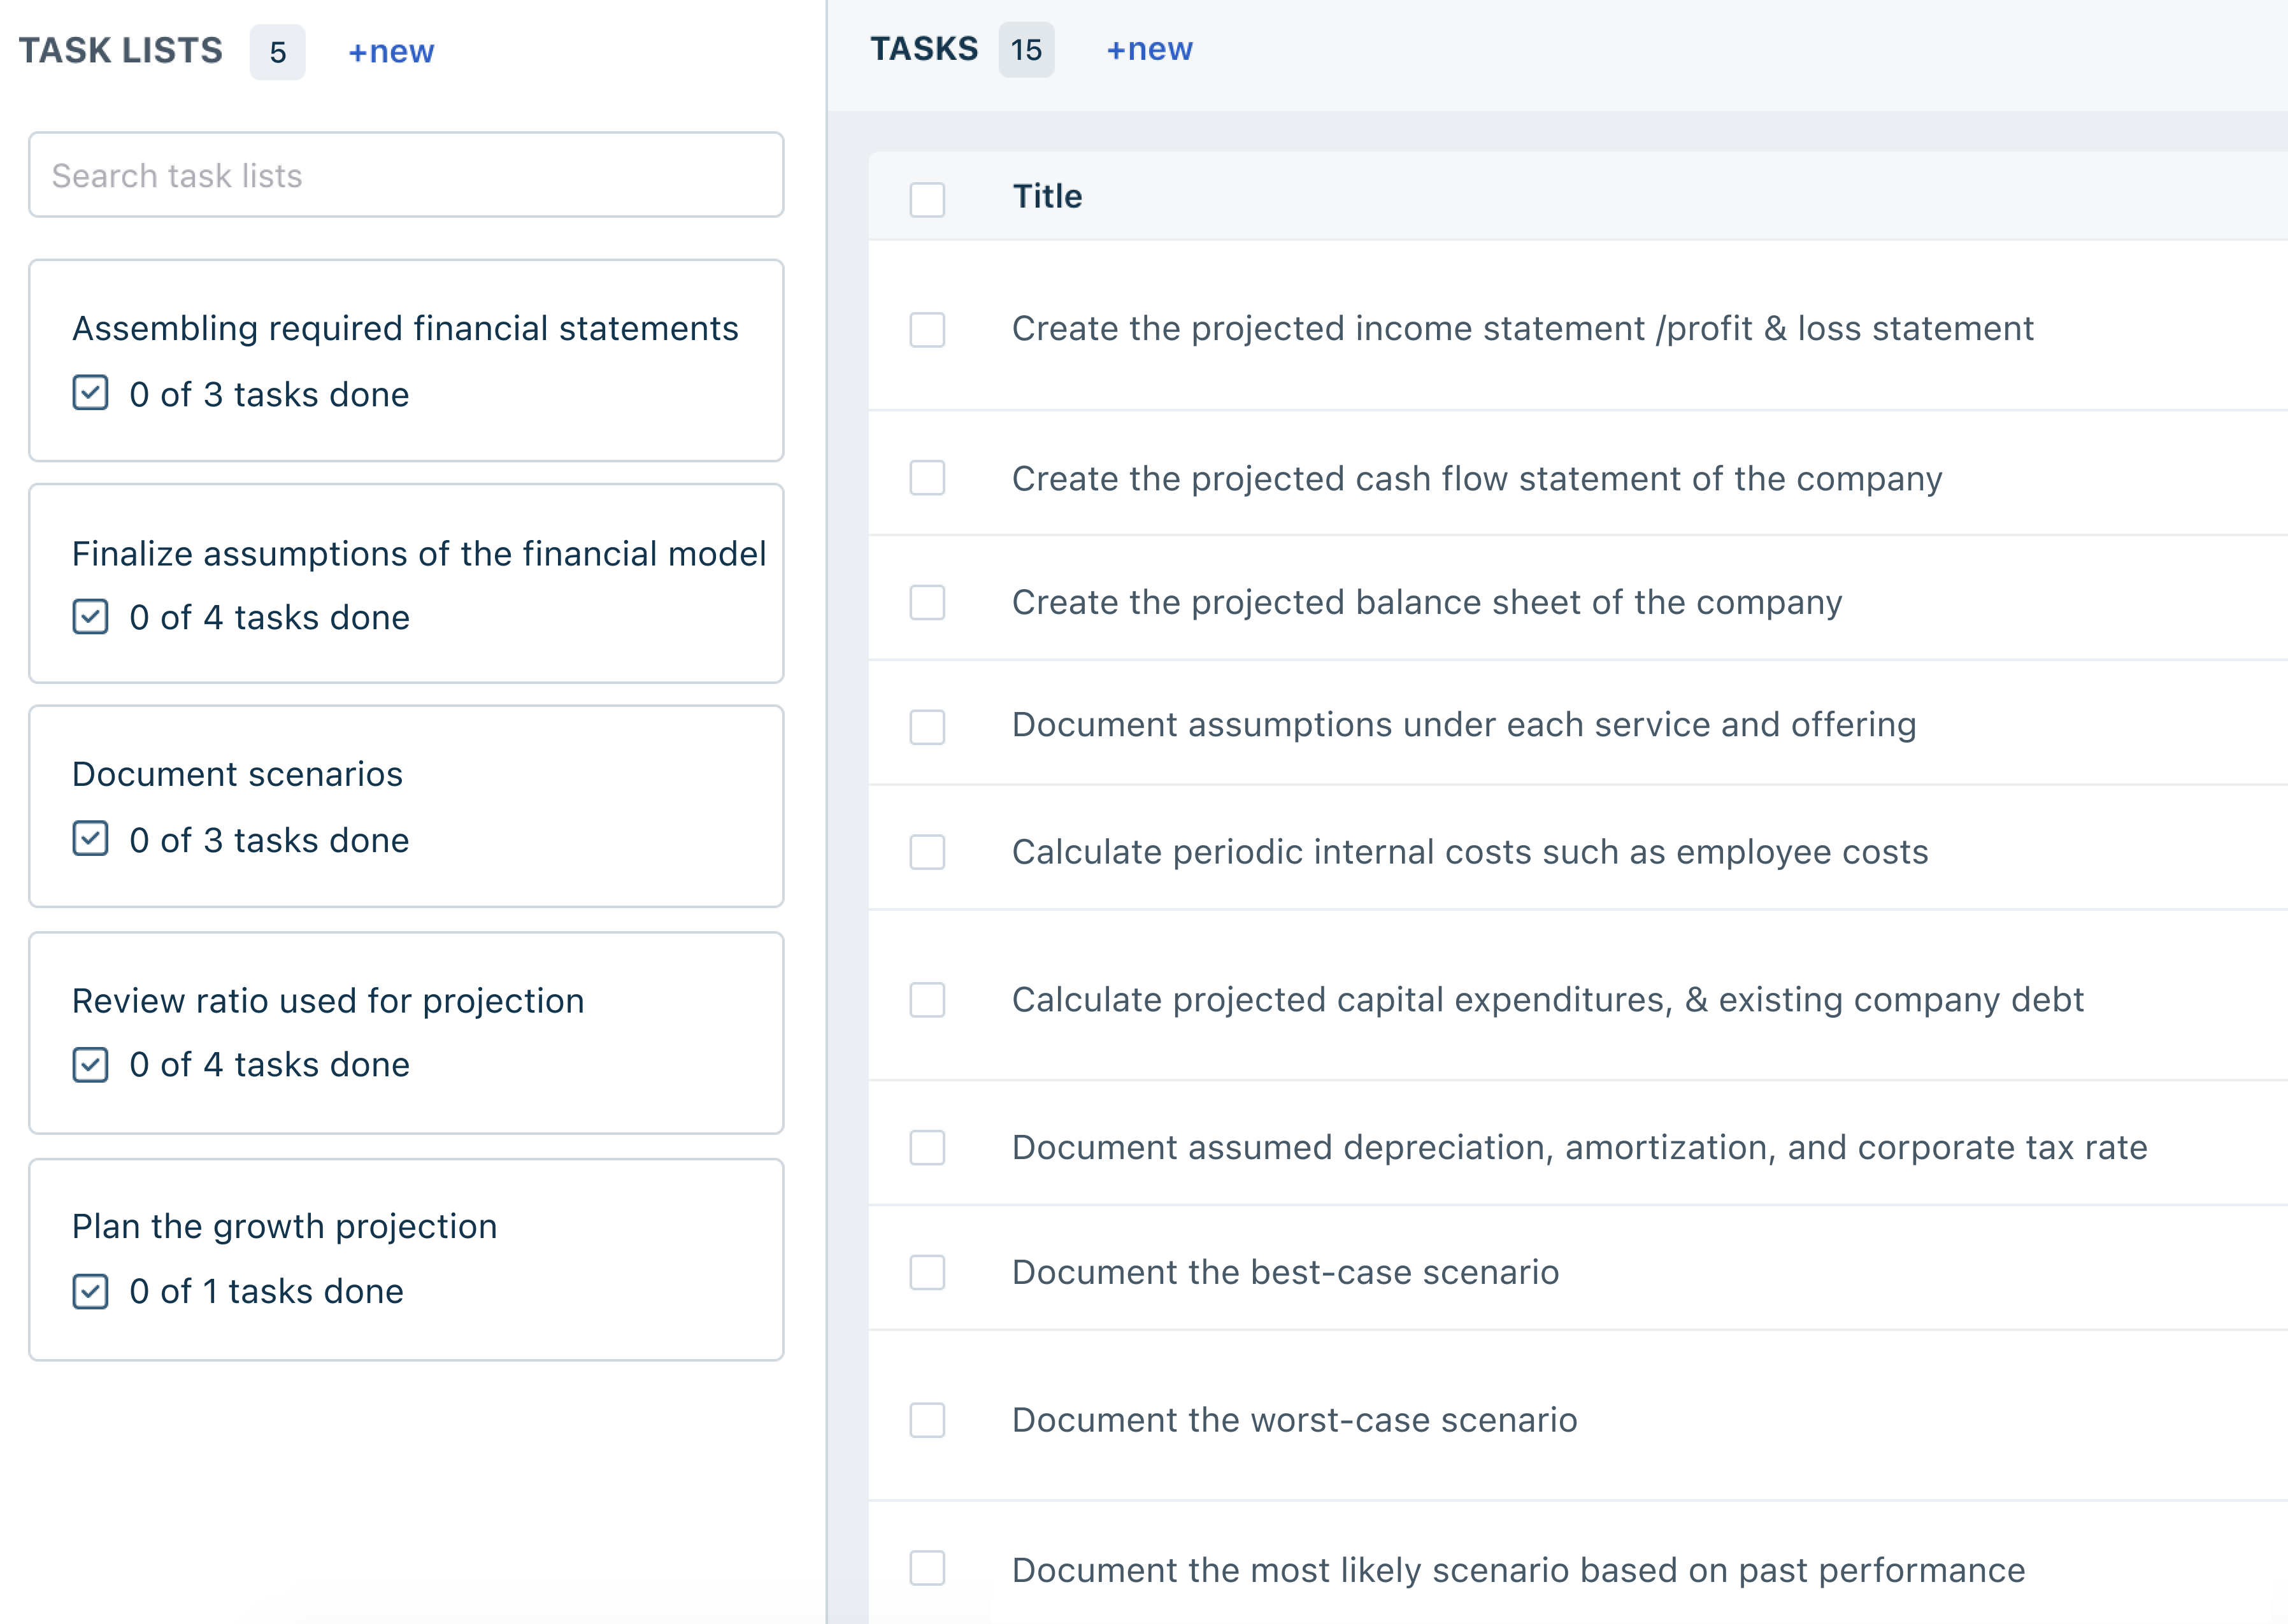 TASK LISTS 5 +new
Search task lists
Assembling required financial statements
0 of 3 tasks done
Finalize assumptions of the financial model
0 of 4 tasks done
Document scenarios
0 of 3 tasks done
Review ratio used for projection
0 of 4 tasks done
Plan the growth projection
0 of 1 tasks done
TASKS 15 +new
Title
Create the projected income statement /profit & loss statement
Create the projected cash flow statement of the company
Create the projected balance sheet of the company
Document assumptions under each service and offering
Calculate periodic internal costs such as employee costs
Calculate projected capital expenditures, & existing company debt
Document assumed depreciation, amortization, and corporate tax rate
Document the best-case scenario
Document the worst-case scenario
Document the most likely scenario based on past performance